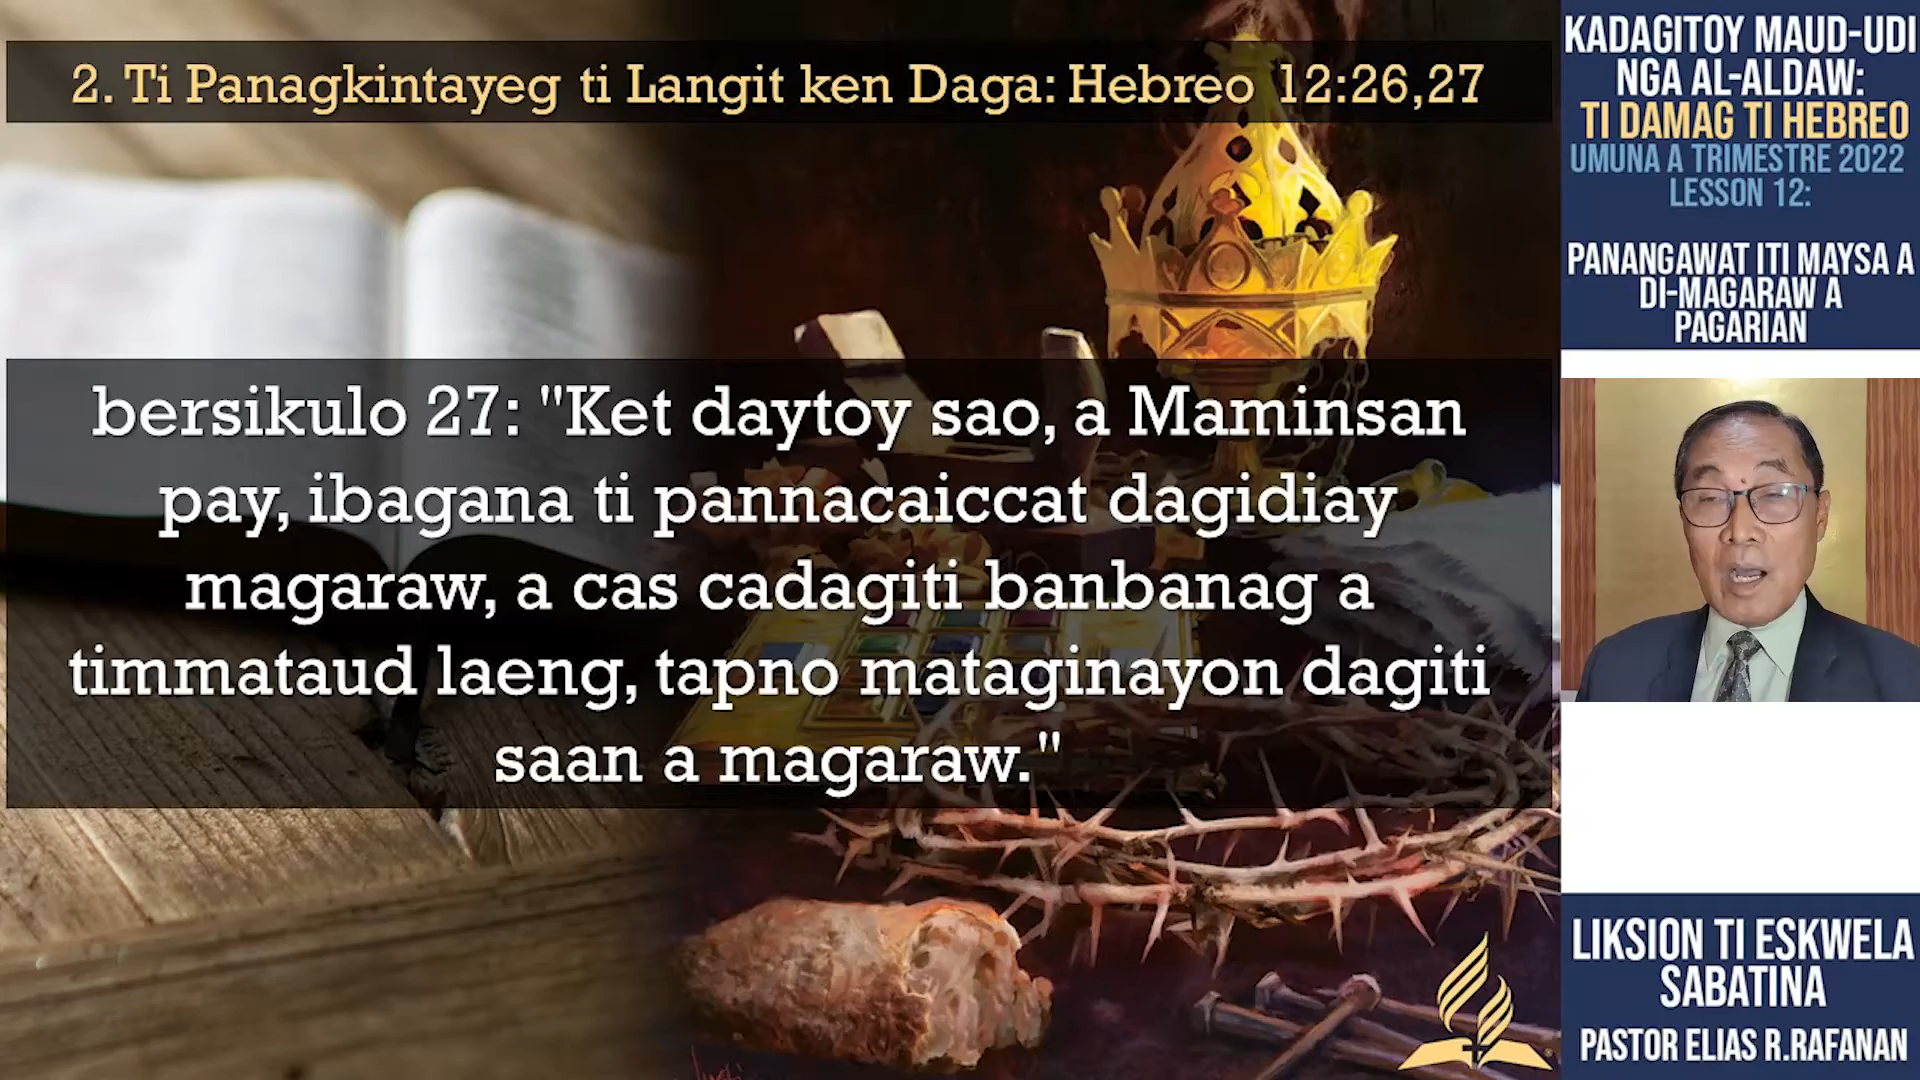 2. Ti Panagkintayeg ti Langit ken Daga: Hebreo 12:26,27
bersikulo 27: "Ket daytoy sao, a Maminsan
pay, ibagana ti pannacaiccat dagidiay
magaraw, a cas cadagiti banbanag a
timmataud laeng, tapno mataginayon dagiti
saan a magaraw."
KADAGITOY MAUD-UDI
NGA AL-ALDAW:
TI DAMAG TI HEBREO
UMUNA A TRIMESTRE 2022
LESSON 12:
PANANGAWAT ITI MAYSA A
DI-MAGARAW A
PAGARIAN
LIKSION TI ESKWELA
SABATINA
PASTOR ELIAS R.RAFANAN